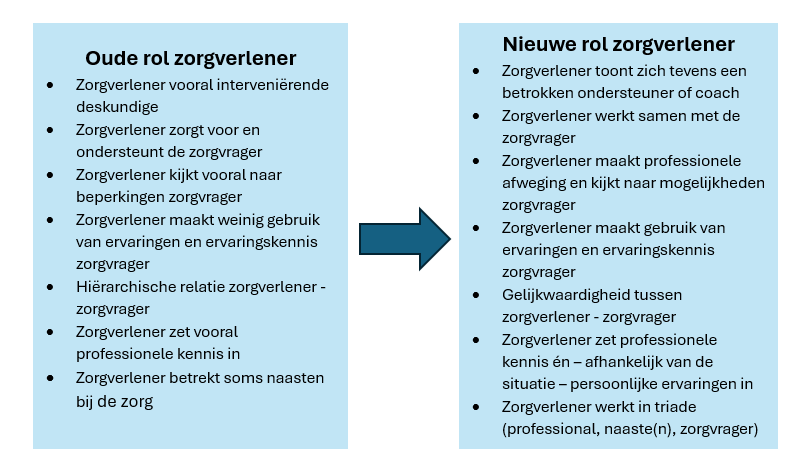 Oude rol zorgverlener
• Zorgverlener vooral interveniërende
deskundige
• Zorgverlener zorgt voor en
ondersteunt de zorgvrager
• Zorgverlener kijkt vooral naar
beperkingen zorgvrager
• Zorgverlener maakt weinig gebruik
van ervaringen en ervaringskennis
zorgvrager
• Hiërarchische relatie zorgverlener -
zorgvrager
• Zorgverlener zet vooral
professionele kennis in
• Zorgverlener betrekt soms naasten
bij de zorg
Nieuwe rol zorgverlener
• Zorgverlener toont zich tevens een
betrokken ondersteuner of coach
• Zorgverlener werkt samen met de
zorgvrager
• Zorgverlener maakt professionele
afweging en kijkt naar mogelijkheden
zorgvrager
• Zorgverlener maakt gebruik van
ervaringen en ervaringskennis
zorgvrager
• Gelijkwaardigheid tussen
zorgverlener - zorgvrager
• Zorgverlener zet professionele
kennis én – afhankelijk van de
situatie – persoonlijke ervaringen in
• Zorgverlener werkt in triade
(professional, naaste(n), zorgvrager)